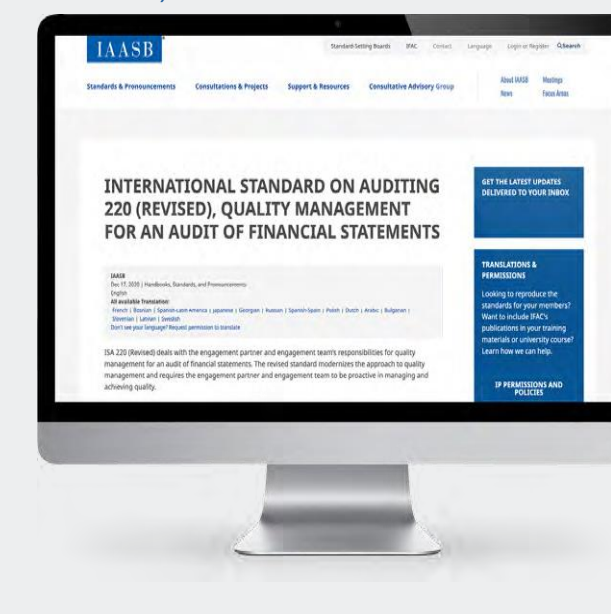 IAASB
Standard-Setting Boards IFAC Contact Language Login or Register Search
Standards & Pronouncements Consultations & Projects Support & Resources Consultative Advisory Group
About IAASB Meetings
News Focus Areas
INTERNATIONAL STANDARD ON AUDITING
220 (REVISED), QUALITY MANAGEMENT
FOR AN AUDIT OF FINANCIAL STATEMENTS
IAASB
Dec 17, 2020 | Handbooks, Standards, and Pronouncements
English
All available Translation:
French | Bosnian | Spanish-Latin America | Japanese | Georgian | Russian | Spanish-Spain | Polish | Dutch | Arabic | Bulgarian |
Slovenian | Latvian | Swedish
Don't see your language? Request permission to translate
ISA 220 (Revised) deals with the engagement partner and engagement team's responsibilities for quality
management for an audit of financial statements. The revised standard modernizes the approach to quality
management and requires the engagement partner and engagement team to be proactive in managing and
achieving quality.
GET THE LATEST UPDATES
DELIVERED TO YOUR INBOX
TRANSLATIONS &
PERMISSIONS
Looking to reproduce the
standards for your members?
Want to include IFAC's
publications in your training
materials or university course?
Learn how we can help.
IP PERMISSIONS AND
POLICIES